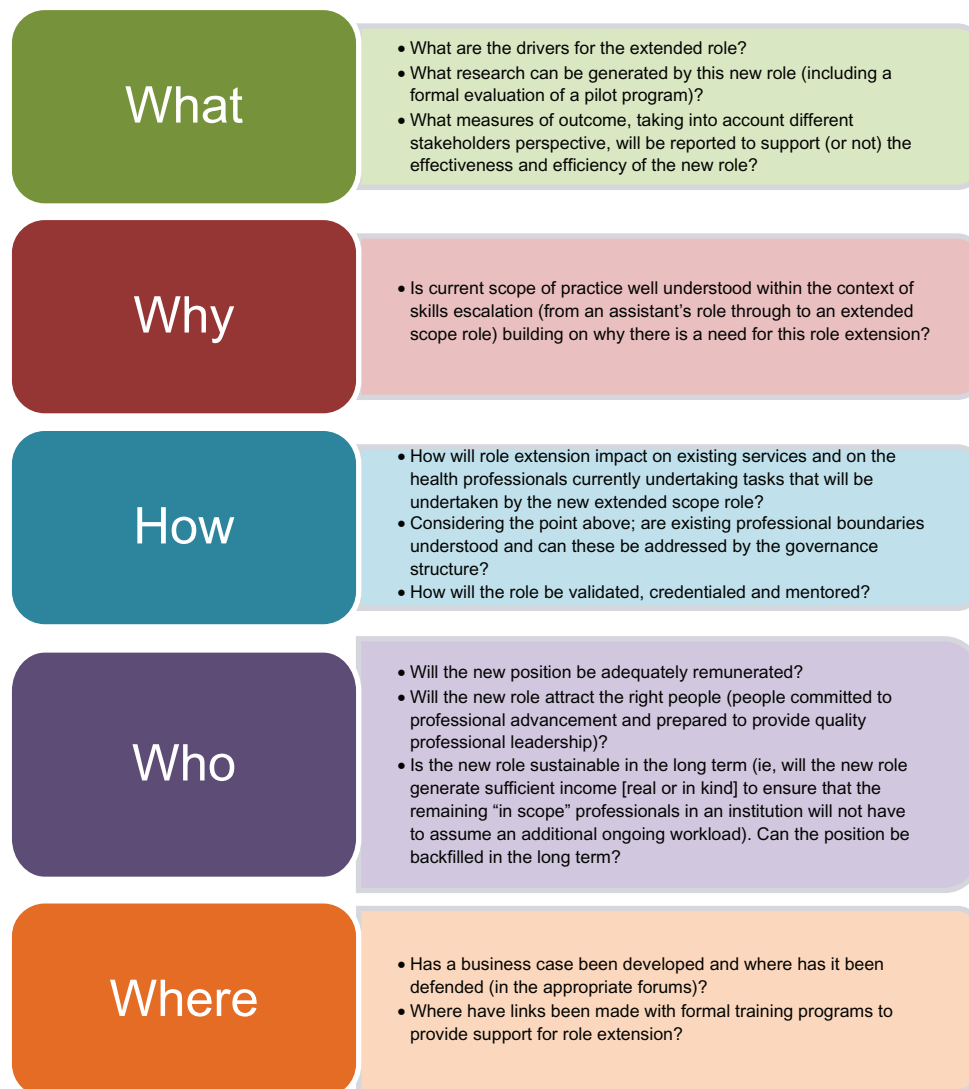 What
• What are the drivers for the extended role?
• What research can be generated by this new role (including a
formal evaluation of a pilot program)?
• What measures of outcome, taking into account different
stakeholders perspective, will be reported to support (or not) the
effectiveness and efficiency of the new role?
Why
• Is current scope of practice well understood within the context of
skills escalation (from an assistant’s role through to an extended
scope role) building on why there is a need for this role extension?
How
• How will role extension impact on existing services and on the
health professionals currently undertaking tasks that will be
undertaken by the new extended scope role?
• Considering the point above; are existing professional boundaries
understood and can these be addressed by the governance
structure?
• How will the role be validated, credentialed and mentored?
Who
• Will the new position be adequately remunerated?
• Will the new role attract the right people (people committed to
professional advancement and prepared to provide quality
professional leadership)?
• Is the new role sustainable in the long term (ie, will the new role
generate sufficient income [real or in kind] to ensure that the
remaining “in scope” professionals in an institution will not have
to assume an additional ongoing workload). Can the position be
backfilled in the long term?
Where
• Has a business case been developed and where has it been
defended (in the appropriate forums)?
• Where have links been made with formal training programs to
provide support for role extension?